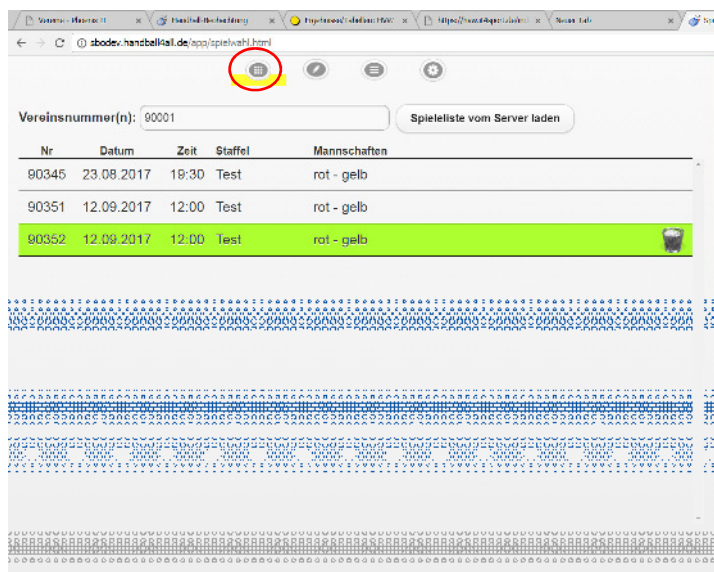 sbodev.handball4all.de/app/spielwahl.html
Vereinsnummer(n): 90001 Spieleliste vom Server laden
Nr Datum Zeit Staffel Mannschaften
90345 23.08.2017 19:30 Test rot - gelb
90351 12.09.2017 12:00 Test rot - gelb
90352 12.09.2017 12:00 Test rot - gelb